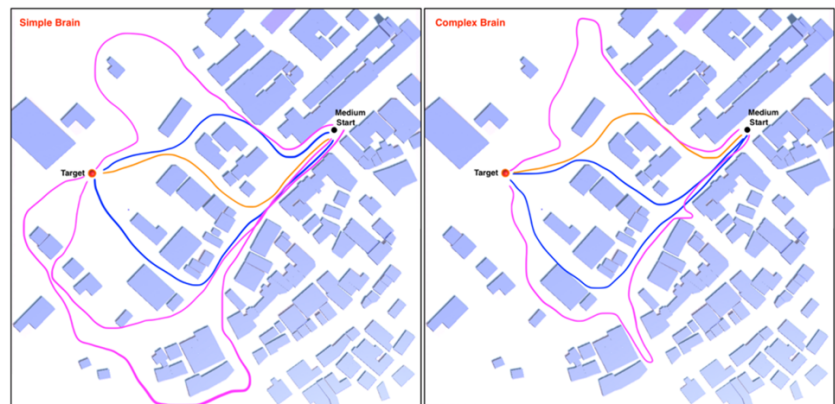 Simple Brain
Medium
Start
Target
Complex Brain
Medium
Start
Target